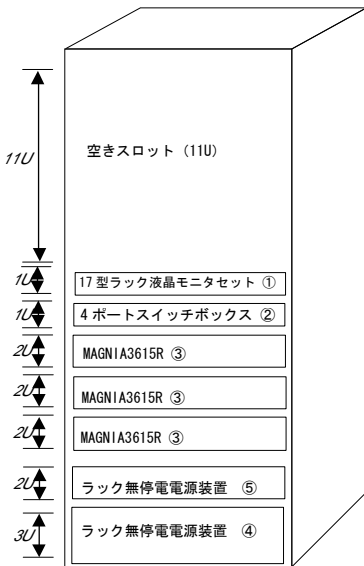 11U
空きスロット（11U）
1U
17型ラック液晶モニタセット ①
1U
4ポートスイッチボックス ②
2U
MAGNIA3615R ③
2U
MAGNIA3615R ③
2U
MAGNIA3615R ③
2U
ラック無停電電源装置 ⑤
3U
ラック無停電電源装置 ④